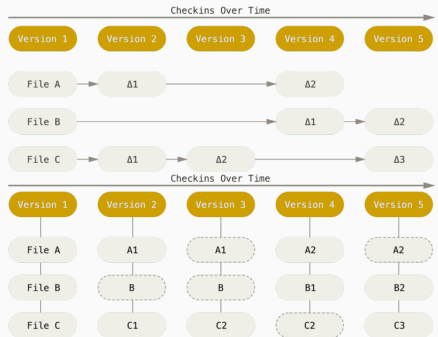 Checkins Over Time
Version 1 Version 2 Version 3 Version 4 Version 5
File A Δ1 Δ2
File B Δ1 Δ2
File C Δ1 Δ2 Δ3
Checkins Over Time
Version 1 Version 2 Version 3 Version 4 Version 5
File A A1 A1 A2 A2
File B B B B1 B2
File C C1 C2 C2 C3